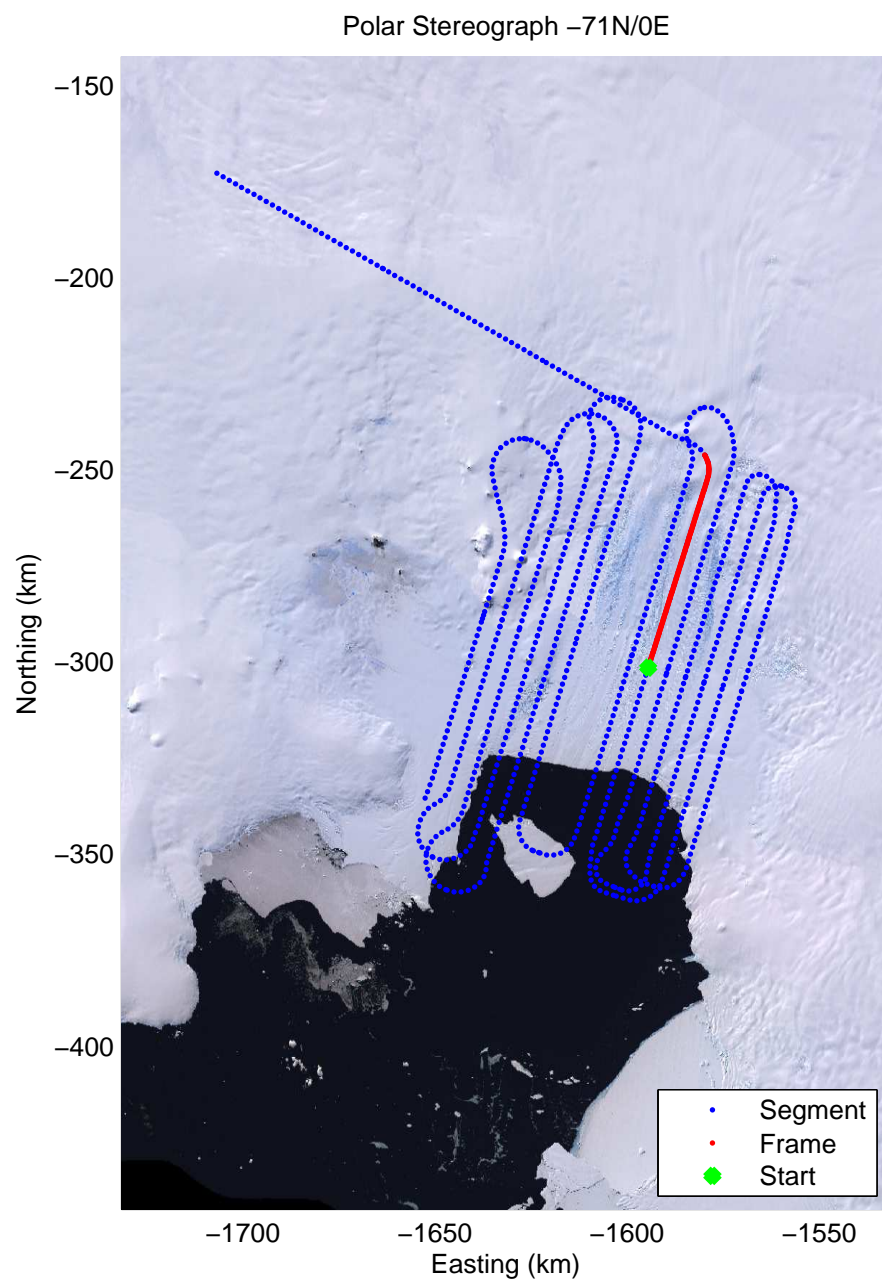 Polar Stereograph −71N/0E
−150
−200
−250
−300
−350
−400
Northing (km)
−1700
−1650
−1600
−1550
Easting (km)
Segment
Frame
Start